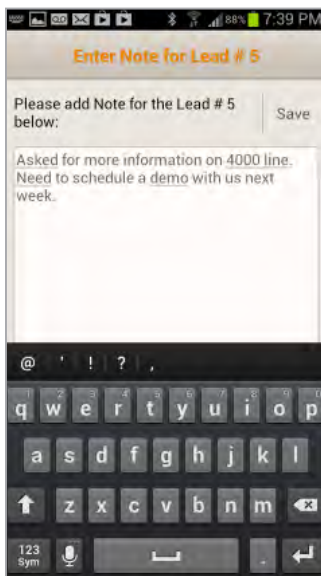 88% 7:39 PM
Enter Note for Lead # 5
Please add Note for the Lead # 5
below:
Save
Asked for more information on 4000 line.
Need to schedule a demo with us next
week.
@ ' ! ? ,
q w e r t y u i o p
a s d f g h j k l
z x c v b n m
123
Sym
.